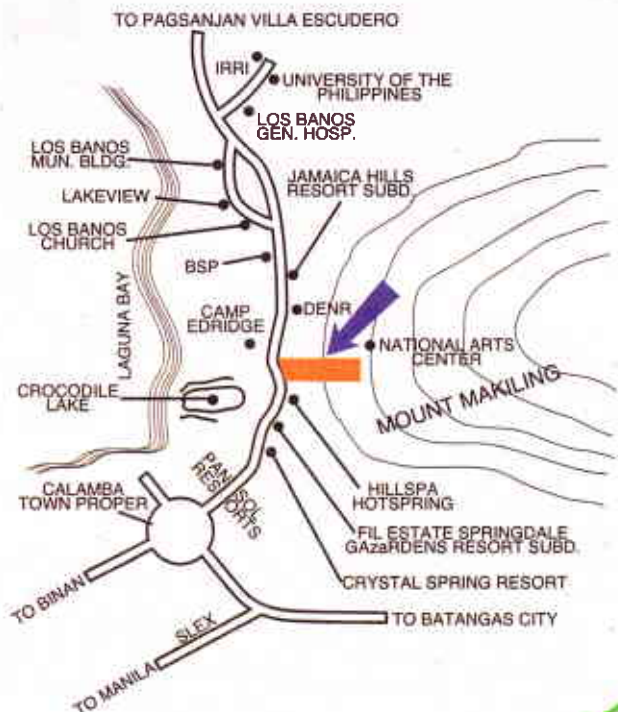 TO PAGSANJAN VILLA ESCUDERO
IRRI
UNIVERSITY OF THE
PHILIPPINES
LOS BANOS
GEN. HOSP.
LOS BANOS
MUN. BLDG.
JAMAICA HILLS
RESORT SUBD.
LAKEVIEW
LOS BANOS
CHURCH
BSP
LAGUNA BAY
CAMP
EDRIDGE
DENR
NATIONAL ARTS
CENTER
CROCODILE
LAKE
MOUNT MAKILING
PANSOL
RESORTS
HILLSPA
HOTSPRING
CALAMBA
TOWN PROPER
FIL ESTATE SPRINGDALE
GAzaRDENS RESORT SUBD.
CRYSTAL SPRING RESORT
TO BINAN
SLEX
TO BATANGAS CITY
TO MANILA